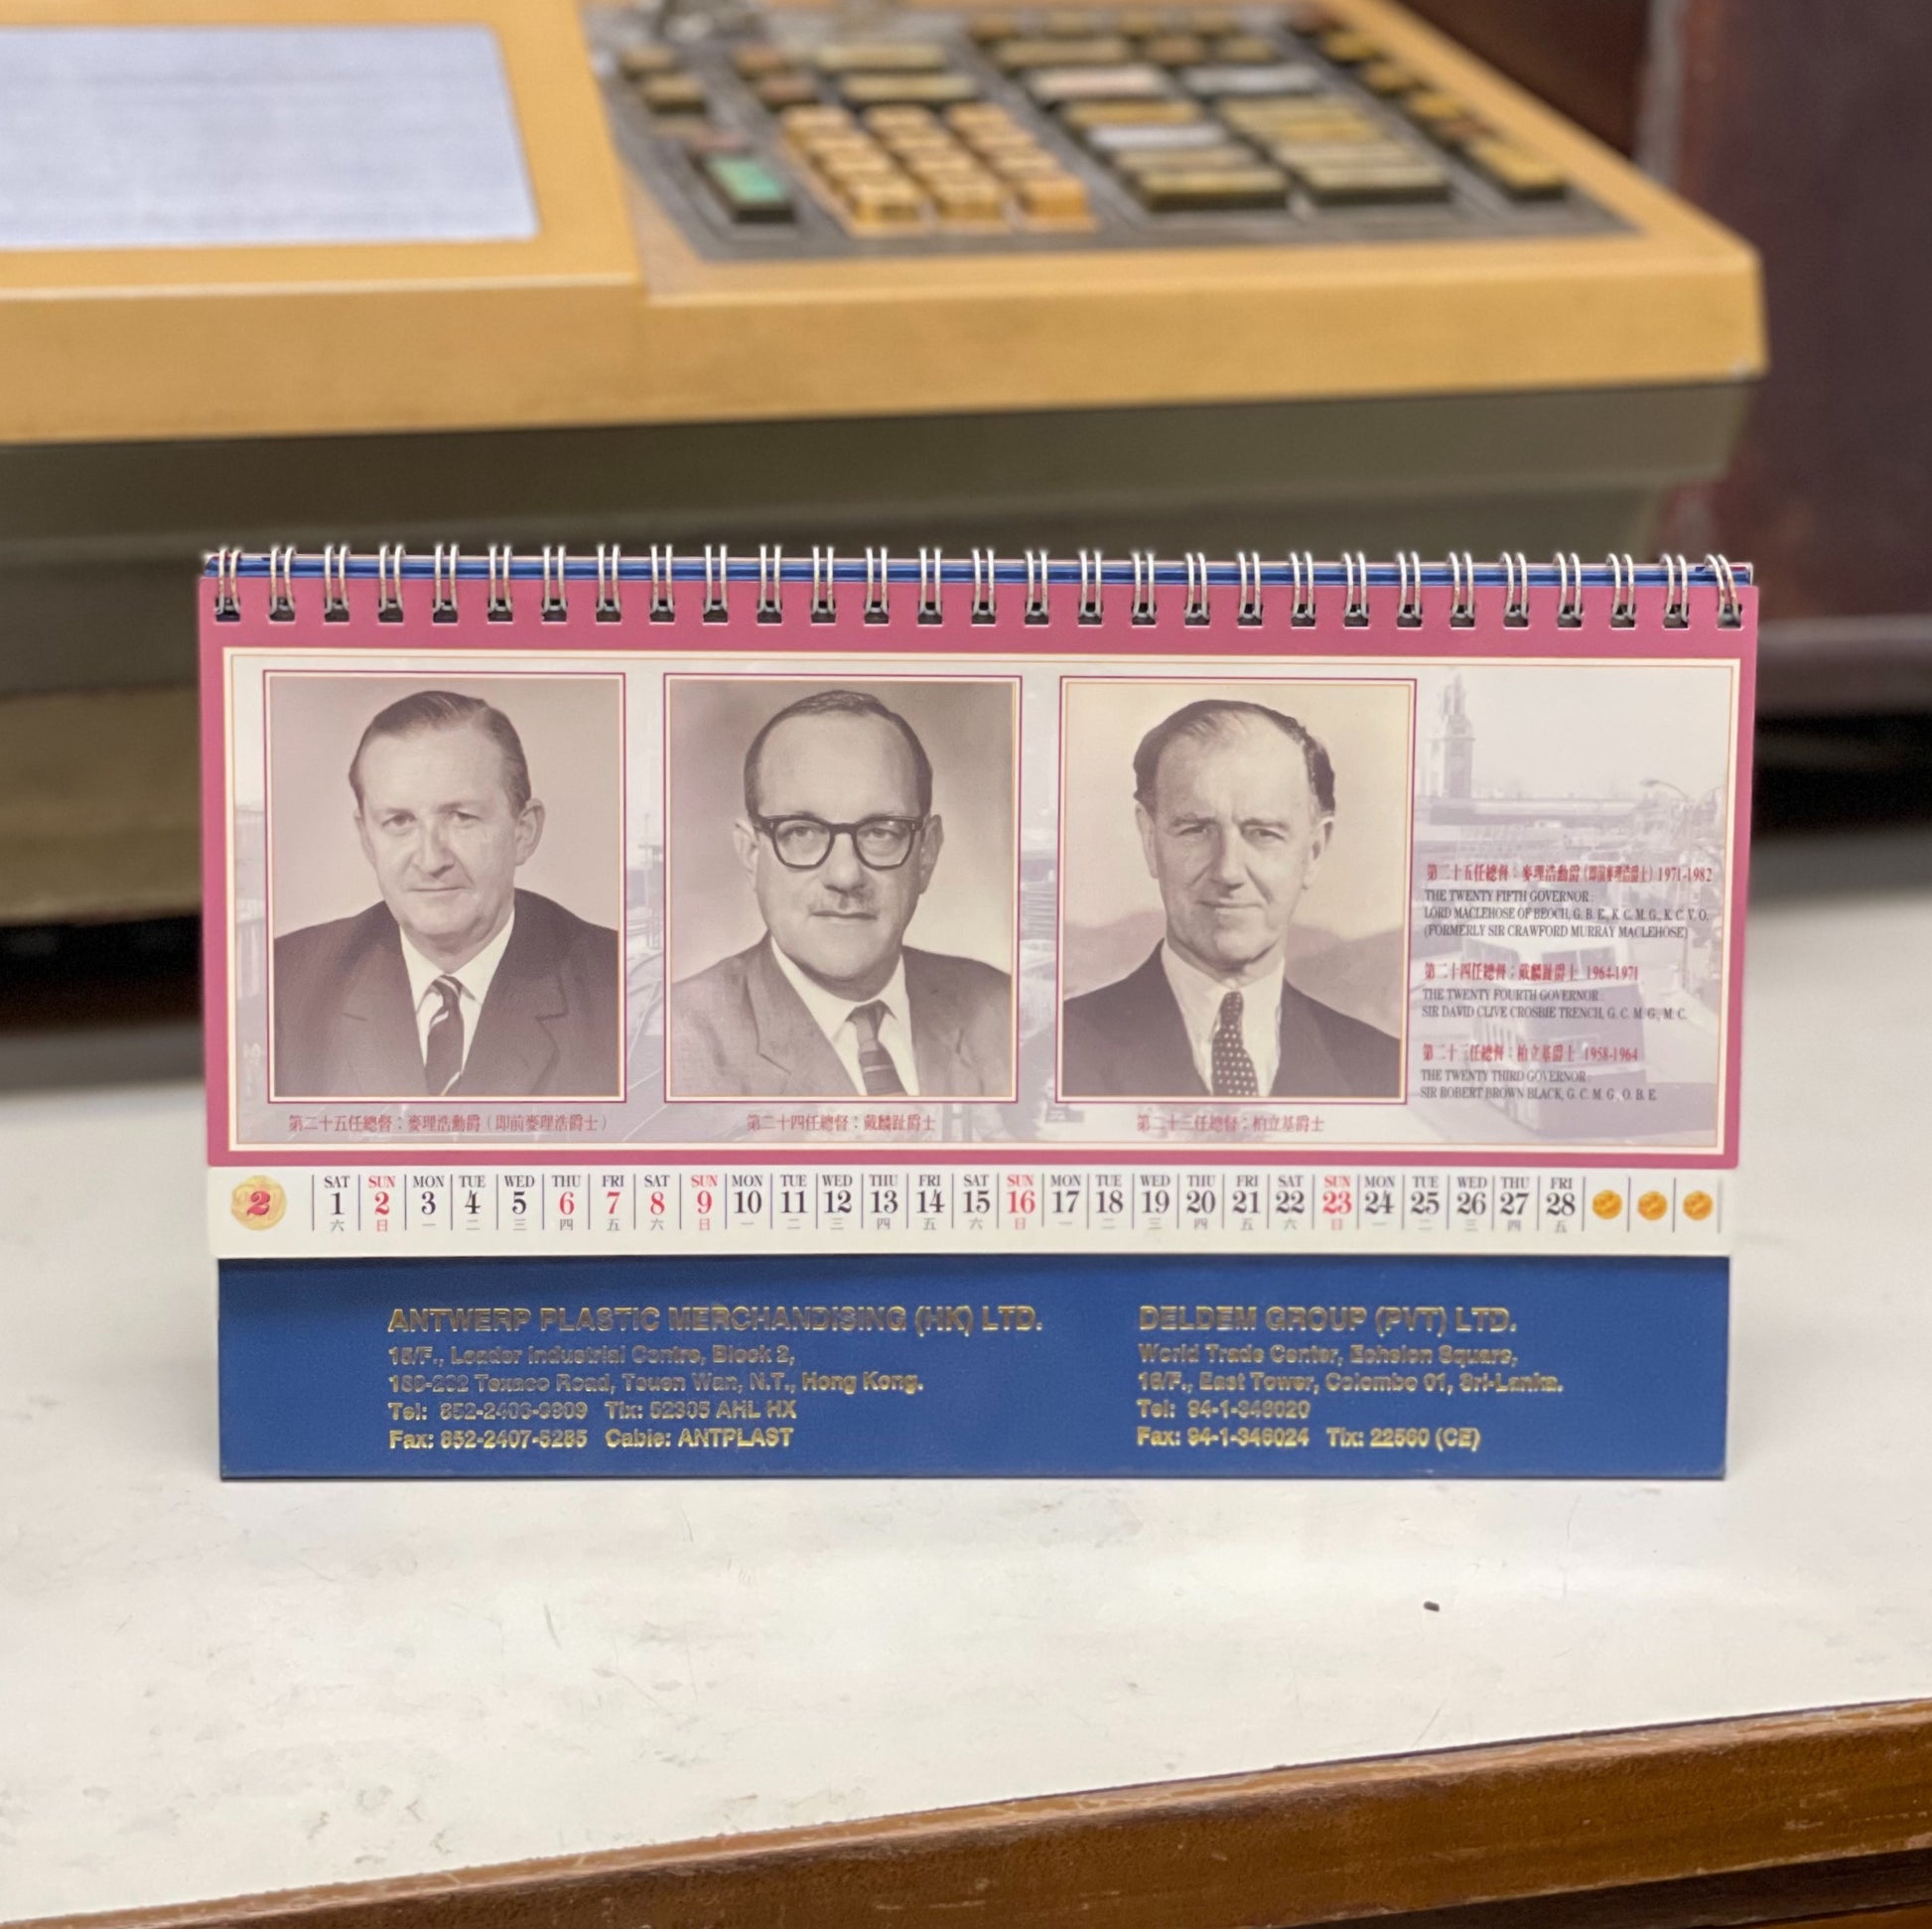 第二十五任總督：麥理浩勳爵（即前麥理浩爵士）1971-1982
THE TWENTY FIFTH GOVERNOR :
LORD MACLEHOSE OF BEOCH, G. B. E., K. C. M. G., K. C. V. O.
(FORMERLY SIR CRAWFORD MURRAY MACLEHOSE)
第二十四任總督：戴麟趾爵士 1964-1971
THE TWENTY FOURTH GOVERNOR :
SIR DAVID CLIVE CROSBIE TRENCH, G. C. M. G., M. C.
第二十三任總督：柏立基爵士 1958-1964
THE TWENTY THIRD GOVERNOR :
SIR ROBERT BROWN BLACK, G. C. M. G., O. B. E.
第二十五任總督：麥理浩勳爵（即前麥理浩爵士）
第二十四任總督：戴麟趾爵士
第二十三任總督：柏立基爵士
SAT SUN MON TUE WED THU FRI SAT SUN MON TUE WED THU FRI SAT SUN MON TUE WED THU FRI SAT SUN MON TUE WED THU FRI
2 1 2 3 4 5 6 7 8 9 10 11 12 13 14 15 16 17 18 19 20 21 22 23 24 25 26 27 28
六 日 一 二 三 四 五 六 日 一 二 三 四 五 六 日 一 二 三 四 五 六 日 一 二 三 四 五
ANTWERP PLASTIC MERCHANDISING (HK) LTD.
15/F., Leader Industrial Centre, Block 2,
Texaco Road, Tsuen Wan, N.T., Hong Kong.
Tel: Tlx: 52305 AHL HX
Fax: 852-2407-5285 Cable: ANTPLAST
DELDEM GROUP (PVT) LTD.
World Trade Center, Echelon Square,
16/F., East Tower, Colombo 01, Sri-Lanka.
Tel: 94-1-346020
Fax: 94-1-346024 Tlx: 22560 (CE)